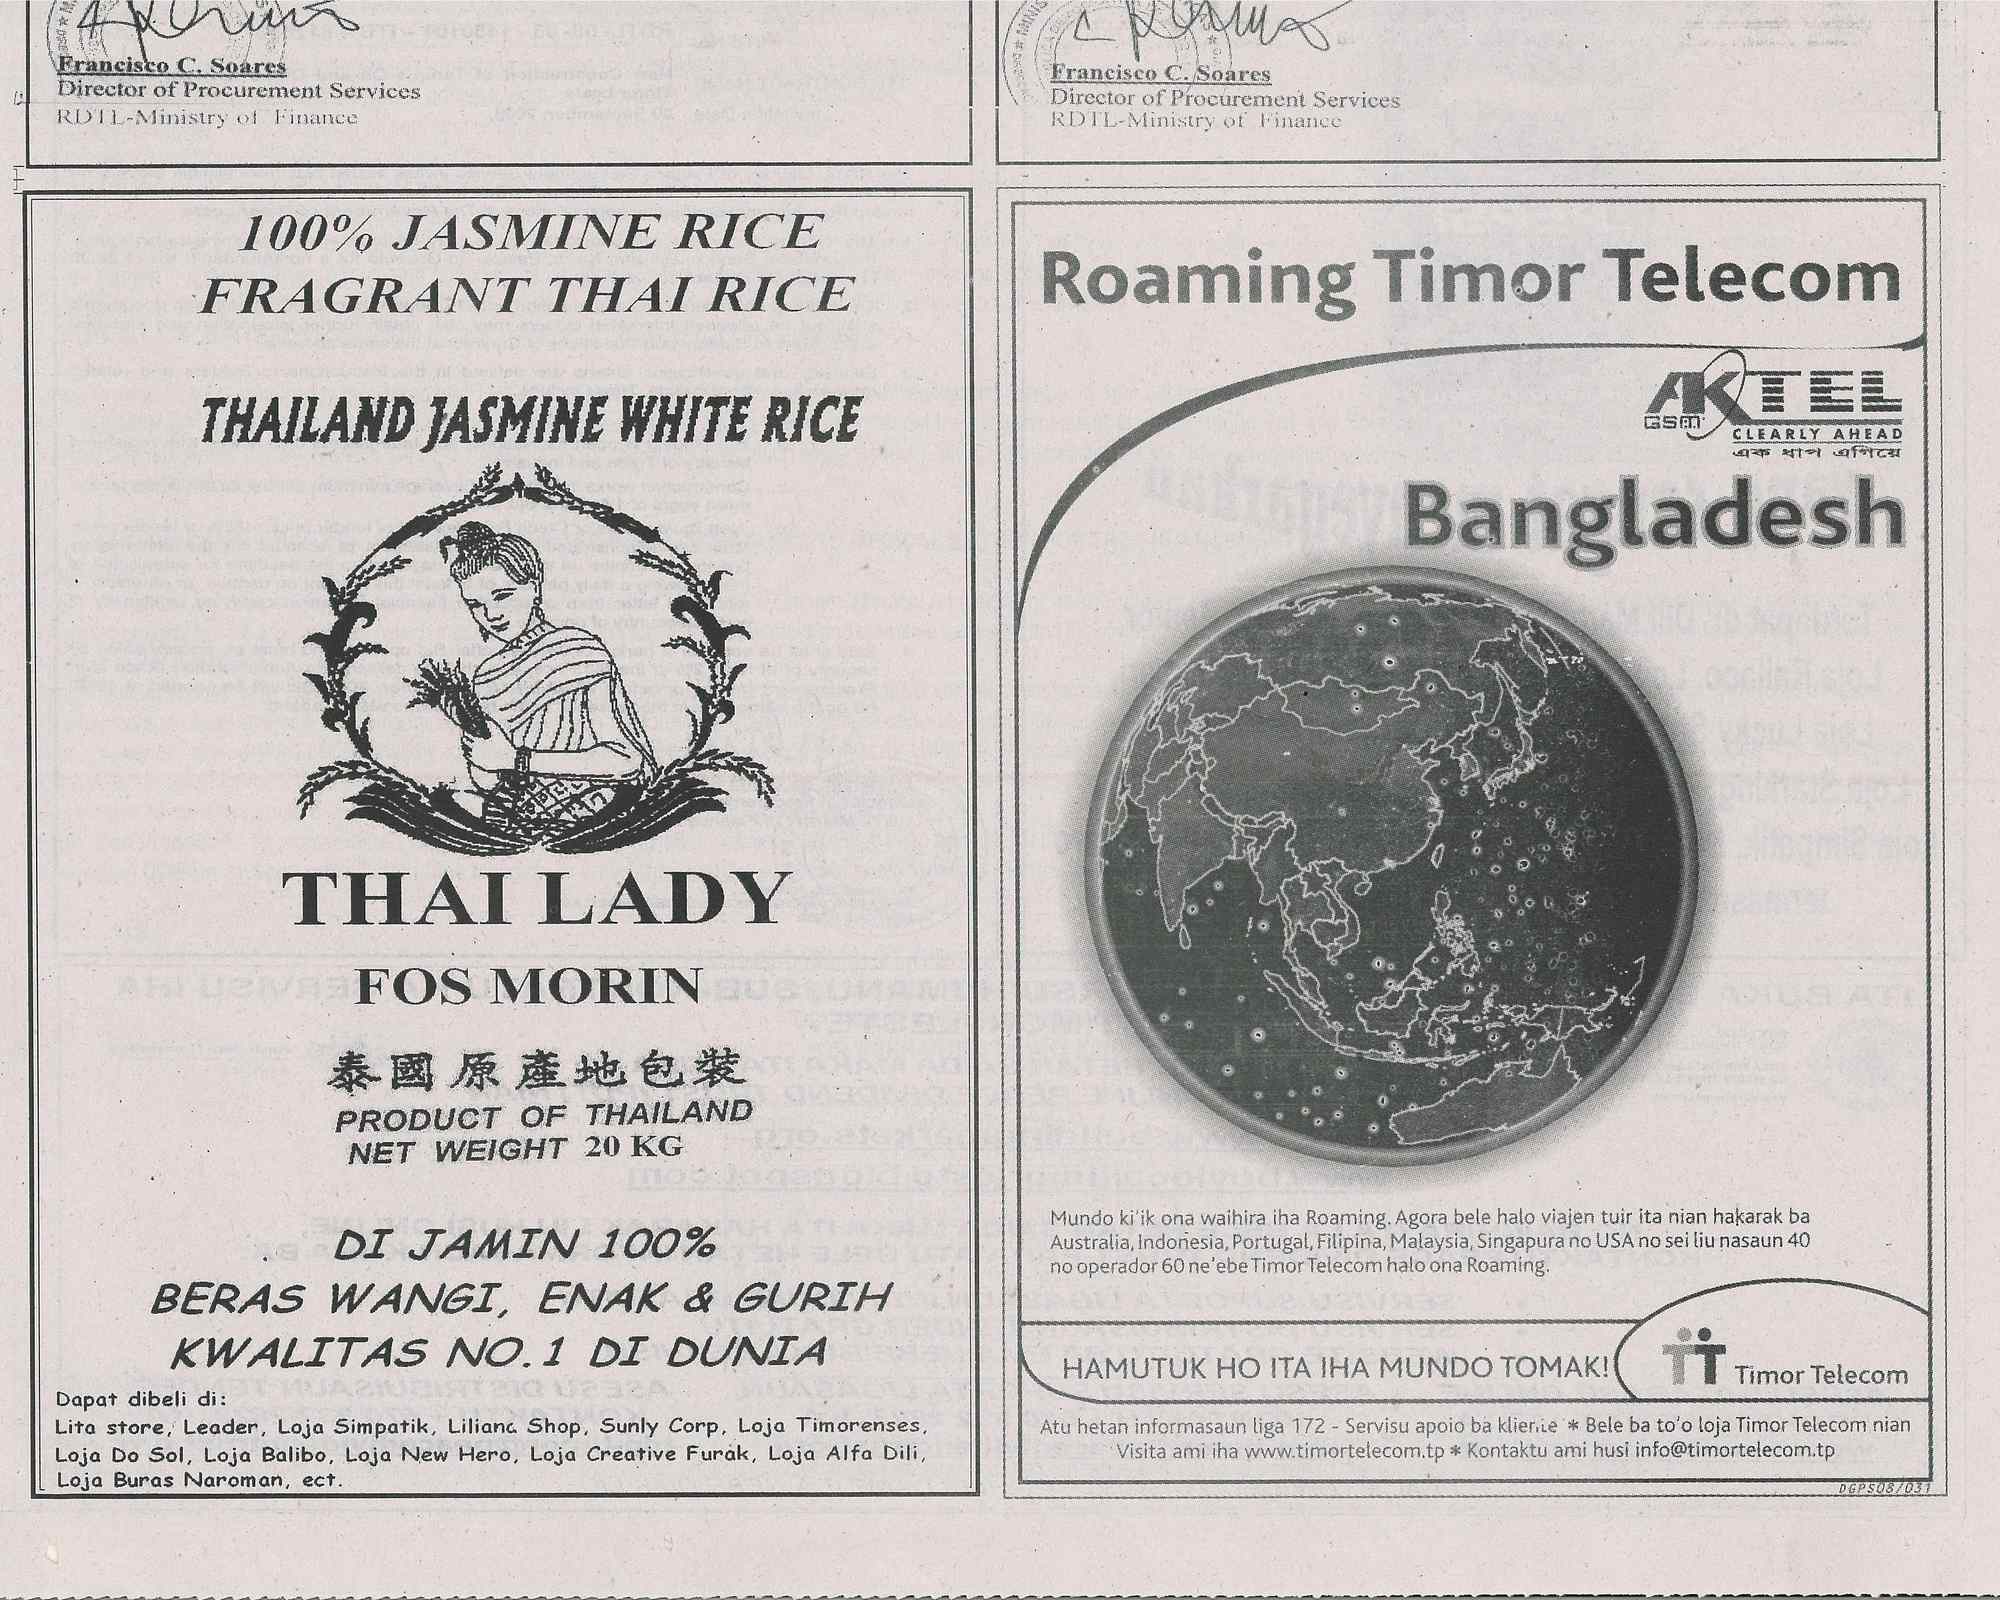 Francisco C. Soares
Director of Procurement Services
RDTL-Ministry of Finance
Francisco C. Soares
Director of Procurement Services
RDTL-Ministry of Finance
100% JASMINE RICE
FRAGRANT THAI RICE
THAILAND JASMINE WHITE RICE
THAI LADY
FOS MORIN
泰國原產地包裝
PRODUCT OF THAILAND
NET WEIGHT 20 KG
DI JAMIN 100%
BERAS WANGI, ENAK & GURIH
KWALITAS NO.1 DI DUNIA
Dapat dibeli di:
Lita store, Leader, Loja Simpatik, Liliana Shop, Sunly Corp, Loja Timorenses,
Loja Do Sol, Loja Balibo, Loja New Hero, Loja Creative Furak, Loja Alfa Dili,
Loja Buras Naroman, ect.
Roaming Timor Telecom
AKTEL
GSM
CLEARLY AHEAD
এক ধাপ এগিয়ে
Bangladesh
Mundo ki'ik ona waihira iha Roaming. Agora bele halo viajen tuir ita nian hakarak ba
Australia, Indonesia, Portugal, Filipina, Malaysia, Singapura no USA no sei liu nasaun 40
no operador 60 ne'ebe Timor Telecom halo ona Roaming.
HAMUTUK HO ITA IHA MUNDO TOMAK!
Timor Telecom
Atu hetan informasaun liga 172 - Servisu apoio ba kliente * Bele ba to'o loja Timor Telecom nian
Visita ami iha www.timortelecom.tp * Kontaktu ami husi info@timortelecom.tp
DGPS08/031